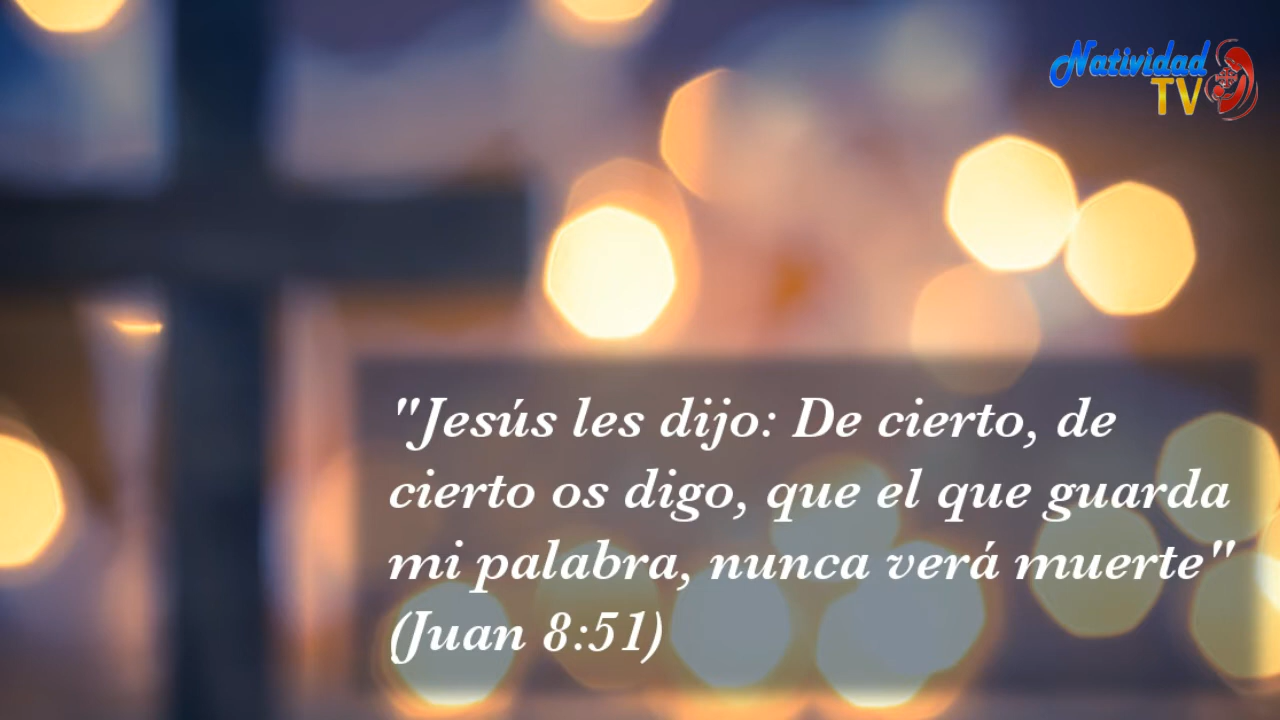 Natividad
TV
"Jesús les dijo: De cierto, de
cierto os digo, que el que guarda
mi palabra, nunca verá muerte"
(Juan 8:51)